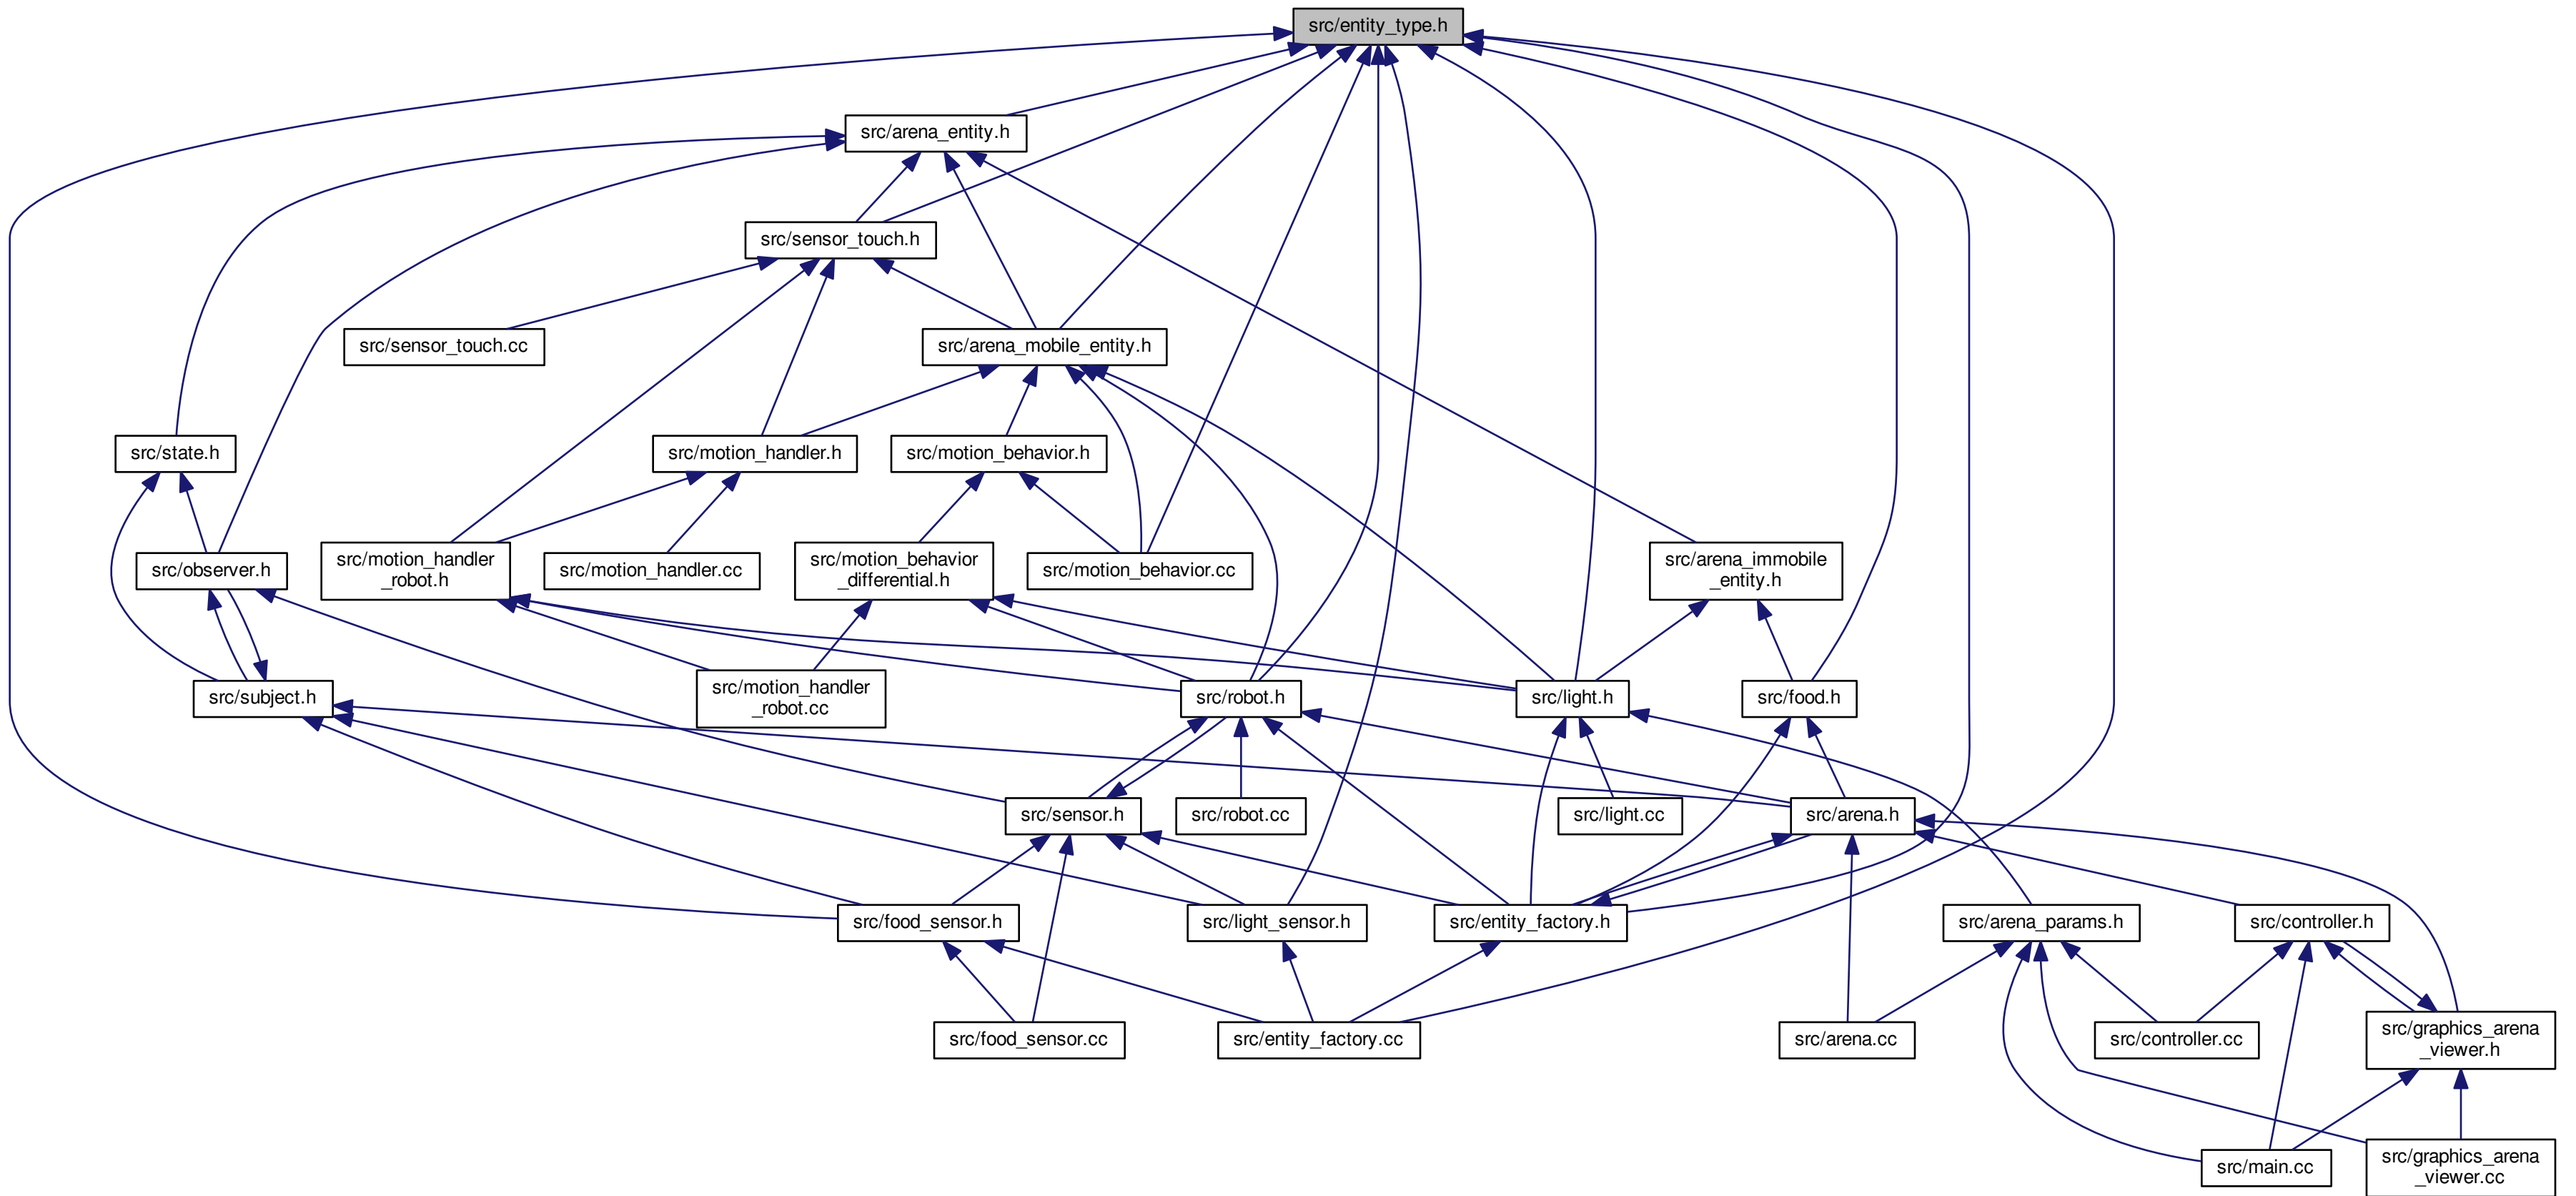 src/entity_type.h
src/arena_entity.h
src/sensor_touch.h
src/sensor_touch.cc
src/arena_mobile_entity.h
src/state.h
src/motion_handler.h
src/motion_behavior.h
src/observer.h
src/motion_handler
_robot.h
src/motion_handler.cc
src/motion_behavior
_differential.h
src/motion_behavior.cc
src/arena_immobile
_entity.h
src/subject.h
src/motion_handler
_robot.cc
src/robot.h
src/light.h
src/food.h
src/sensor.h
src/robot.cc
src/light.cc
src/arena.h
src/food_sensor.h
src/light_sensor.h
src/entity_factory.h
src/arena_params.h
src/controller.h
src/food_sensor.cc
src/entity_factory.cc
src/arena.cc
src/controller.cc
src/graphics_arena
_viewer.h
src/main.cc
src/graphics_arena
_viewer.cc